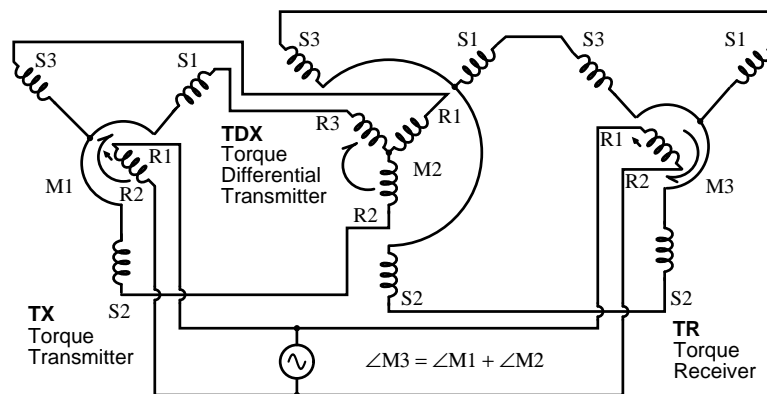 S3
S1
S3
S1
S3
S1
R3
R1
TDX
Torque
Differential
Transmitter
R1
R1
M1
R2
M2
R2
M3
R2
S2
S2
S2
TX
Torque
Transmitter
∠M3 = ∠M1 + ∠M2
TR
Torque
Receiver